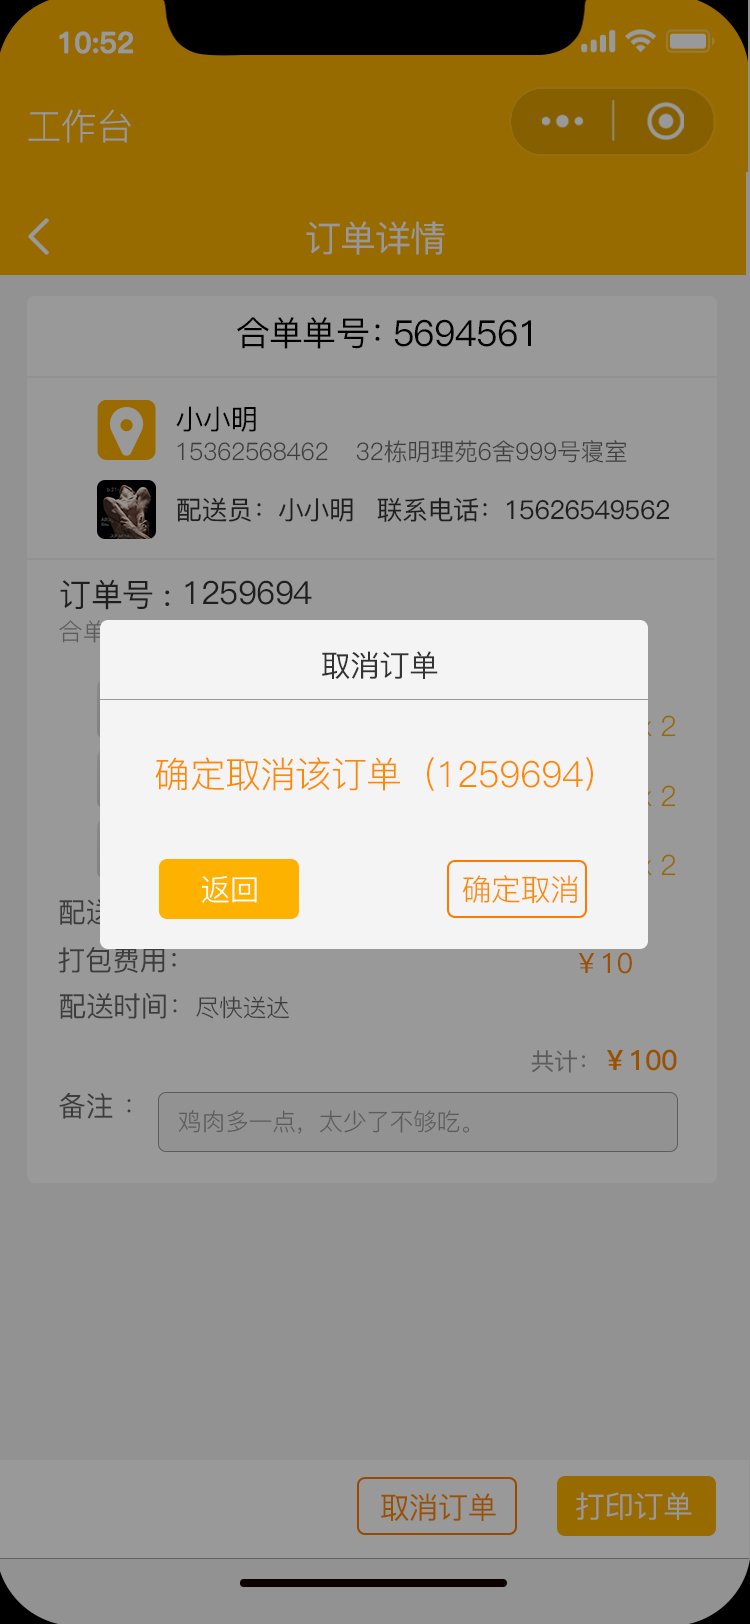 10:52
工作台
订单详情
合单单号：5694561
小小明
15362568462 32栋明理苑6舍999号寝室
配送员：小小明 联系电话：15626549562
订单号：1259694
合单
取消订单
x 2
确定取消该订单（1259694）
x 2
x 2
返回 确定取消
配送
打包费用： ￥10
配送时间：尽快送达
共计：￥100
备注：鸡肉多一点，太少了不够吃。
取消订单 打印订单